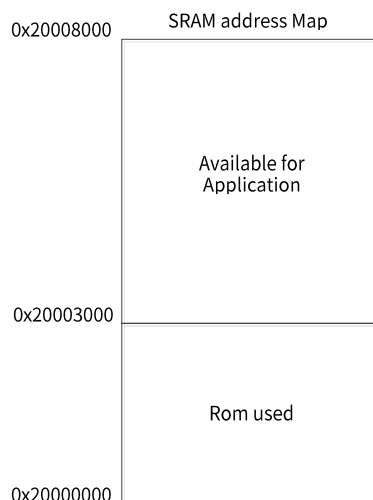 SRAM address Map
0x20008000
Available for
Application
0x20003000
Rom used
0x20000000